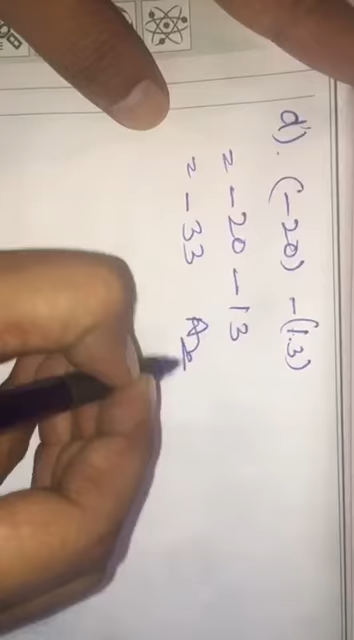 d). (-20) - (13)
= - 20 - 13
= - 33 Ans